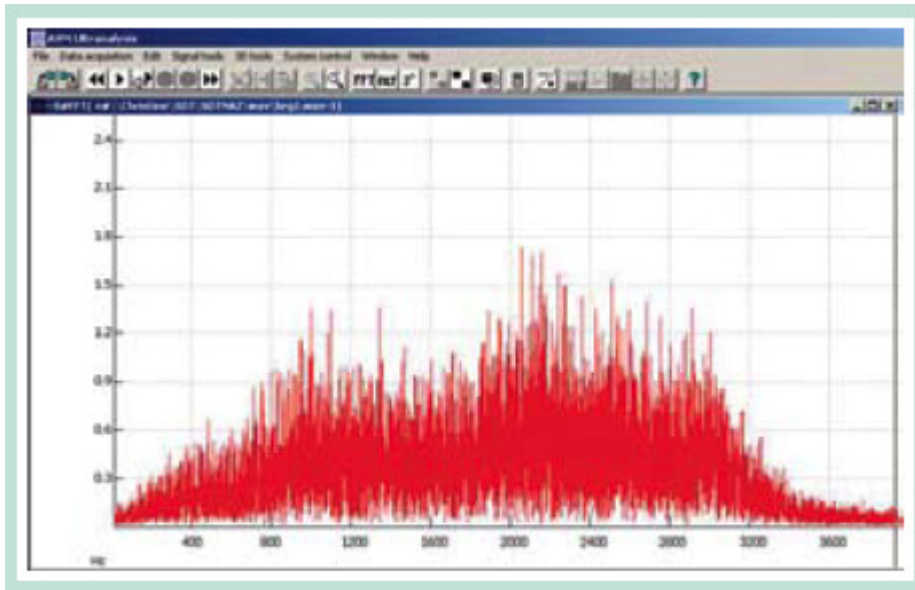 Ultranalysis
File Data acquisition Edit Signal tools 3D tools System control Window Help
FFT
2.4
2.1
1.8
1.5
1.2
0.9
0.6
0.3
400 800 1200 1600 2000 2400 2800 3200 3600
Hz